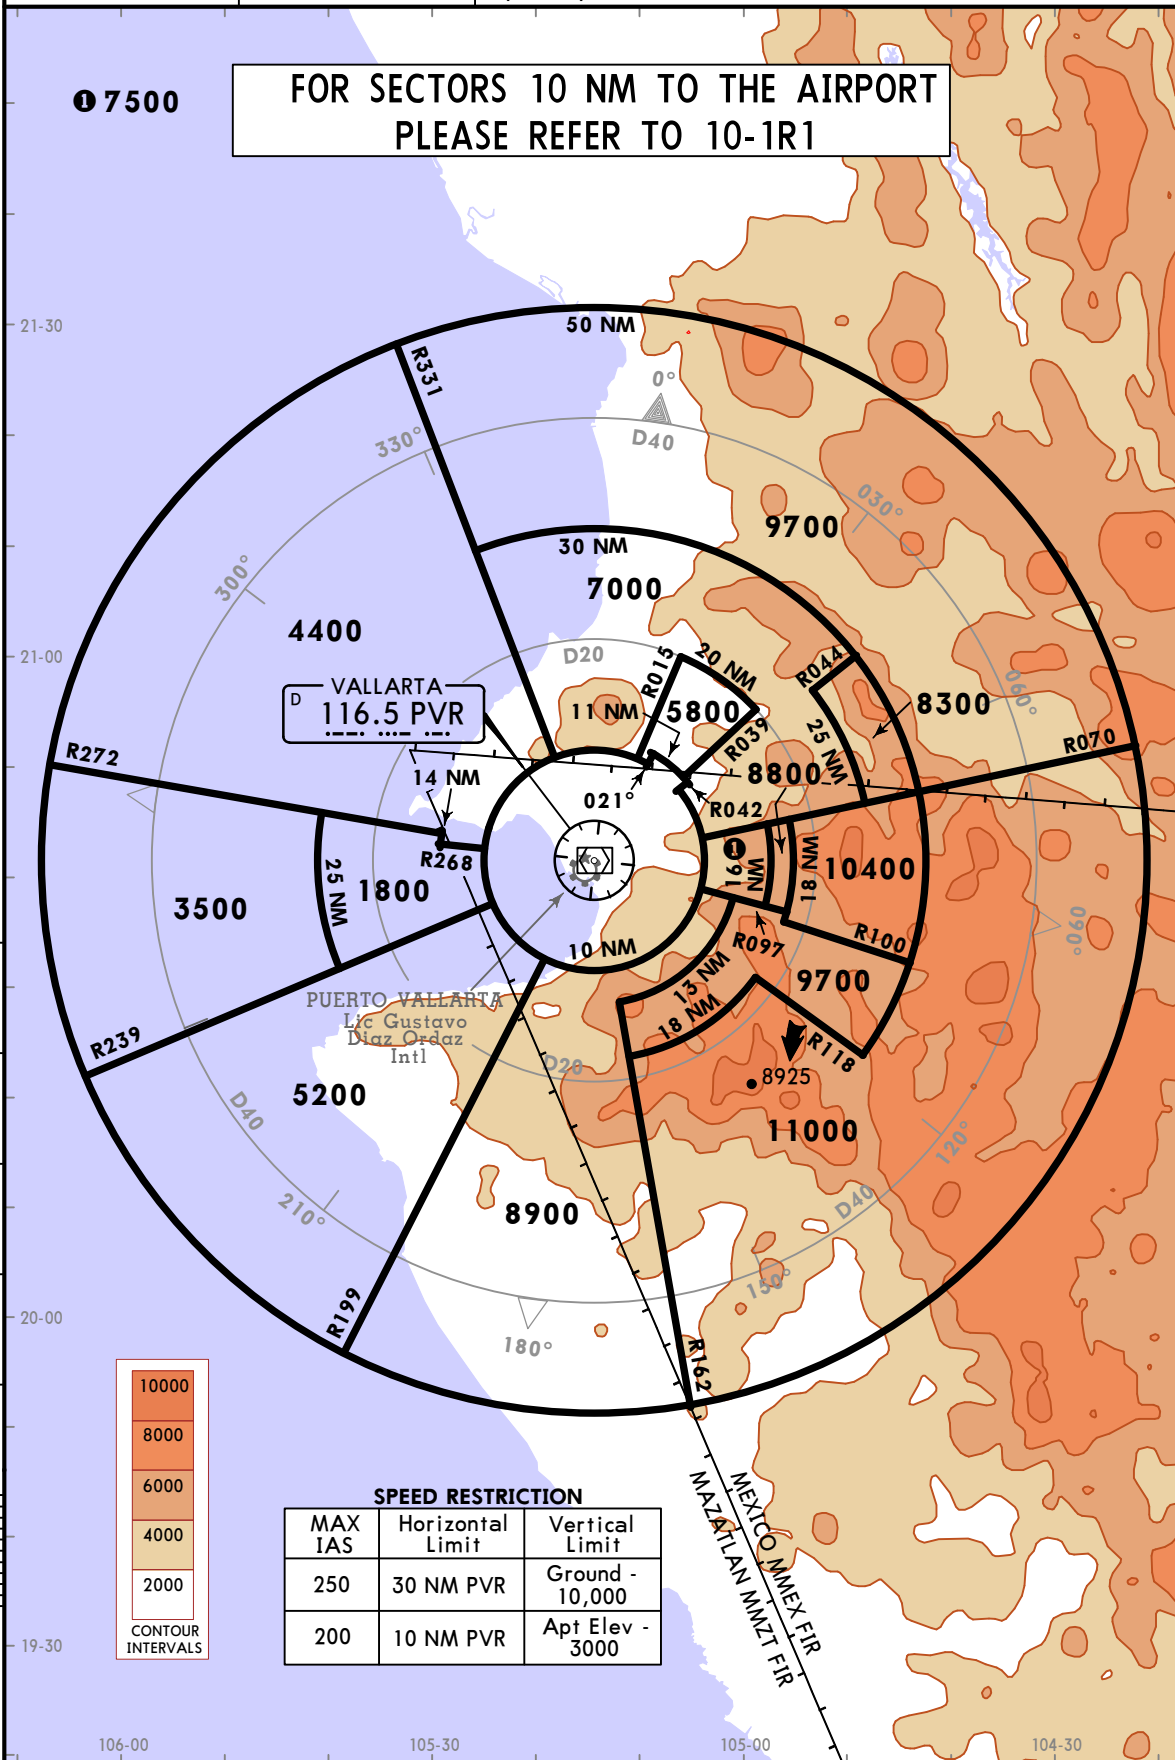 ❶ 7500
FOR SECTORS 10 NM TO THE AIRPORT
PLEASE REFER TO 10-1R1
21-30
50 NM
R331
0°
D40
330°
030°
9700
30 NM
7000
300°
4400
21-00
D20
R015
20 NM
R044
060°
VALLARTA
D
116.5 PVR
11 NM
5800
8300
R039
25 NM
R070
R272
14 NM
8800
021°
R042
❶
16 NM
18 NM
10400
R268
1800
25 NM
3500
090°
R097
R100
10 NM
13 NM
9700
PUERTO VALLARTA
Lic Gustavo
Diaz Ordaz
Intl
18 NM
R118
R239
D20
8925
5200
D40
11000
120°
D40
210°
8900
150°
R199
20-00
180°
R162
10000
8000
6000
4000
2000
CONTOUR
INTERVALS
MEXICO MMEX FIR
MAZATLAN MMZT FIR
SPEED RESTRICTION
MAX IAS
Horizontal Limit
Vertical Limit
250
30 NM PVR
Ground - 10,000
200
10 NM PVR
Apt Elev - 3000
19-30
106-00
105-30
105-00
104-30